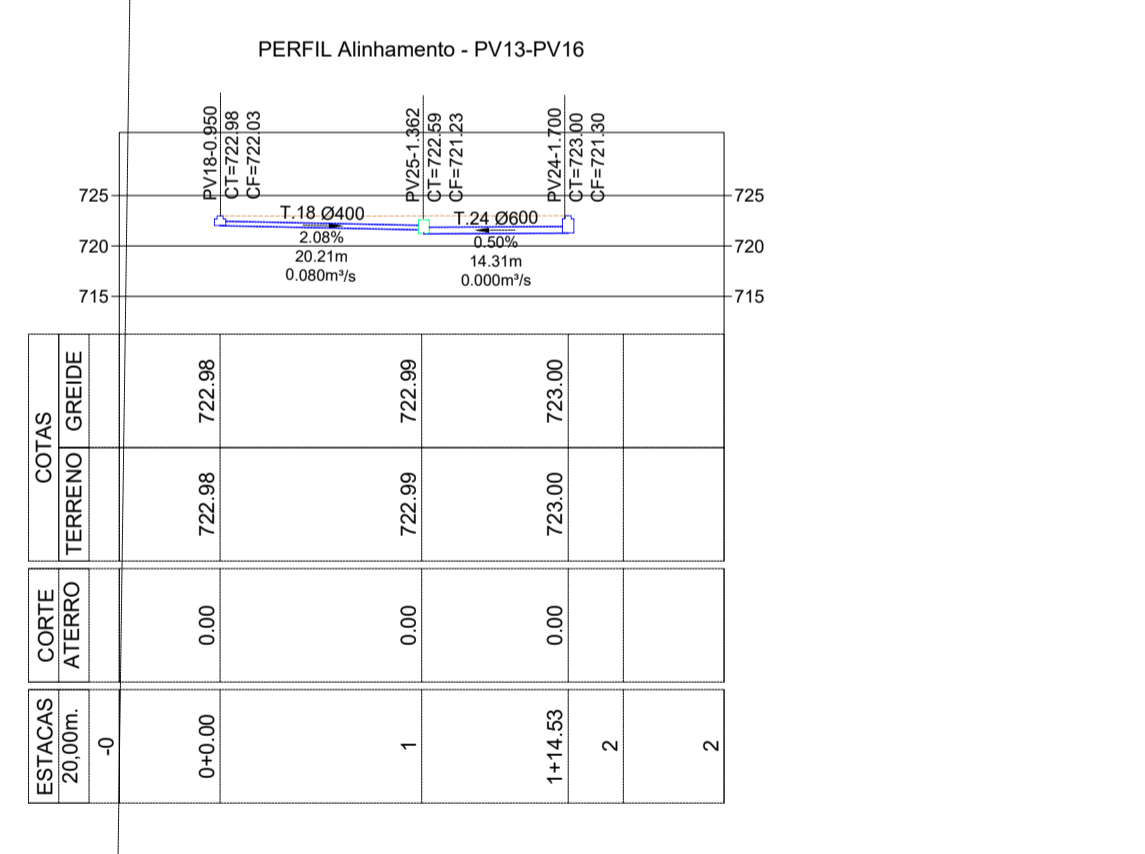 PERFIL Alinhamento - PV13-PV16
PV18-0.950
CT=722.98
CF=722.03
PV25-1.362
CT=722.59
CF=721.23
PV24-1.700
CT=723.00
CF=721.30
725
725
720
720
715
715
T.18 Ø400
2.08%
20.21m
0.080m³/s
T.24 Ø600
0.50%
14.31m
0.000m³/s
COTAS
GREIDE
722.98
722.99
723.00
TERRENO
722.98
722.99
723.00
CORTE
ATERRO
0.00
0.00
0.00
ESTACAS
20,00m.
-0
0+0.00
1
1+14.53
2
2